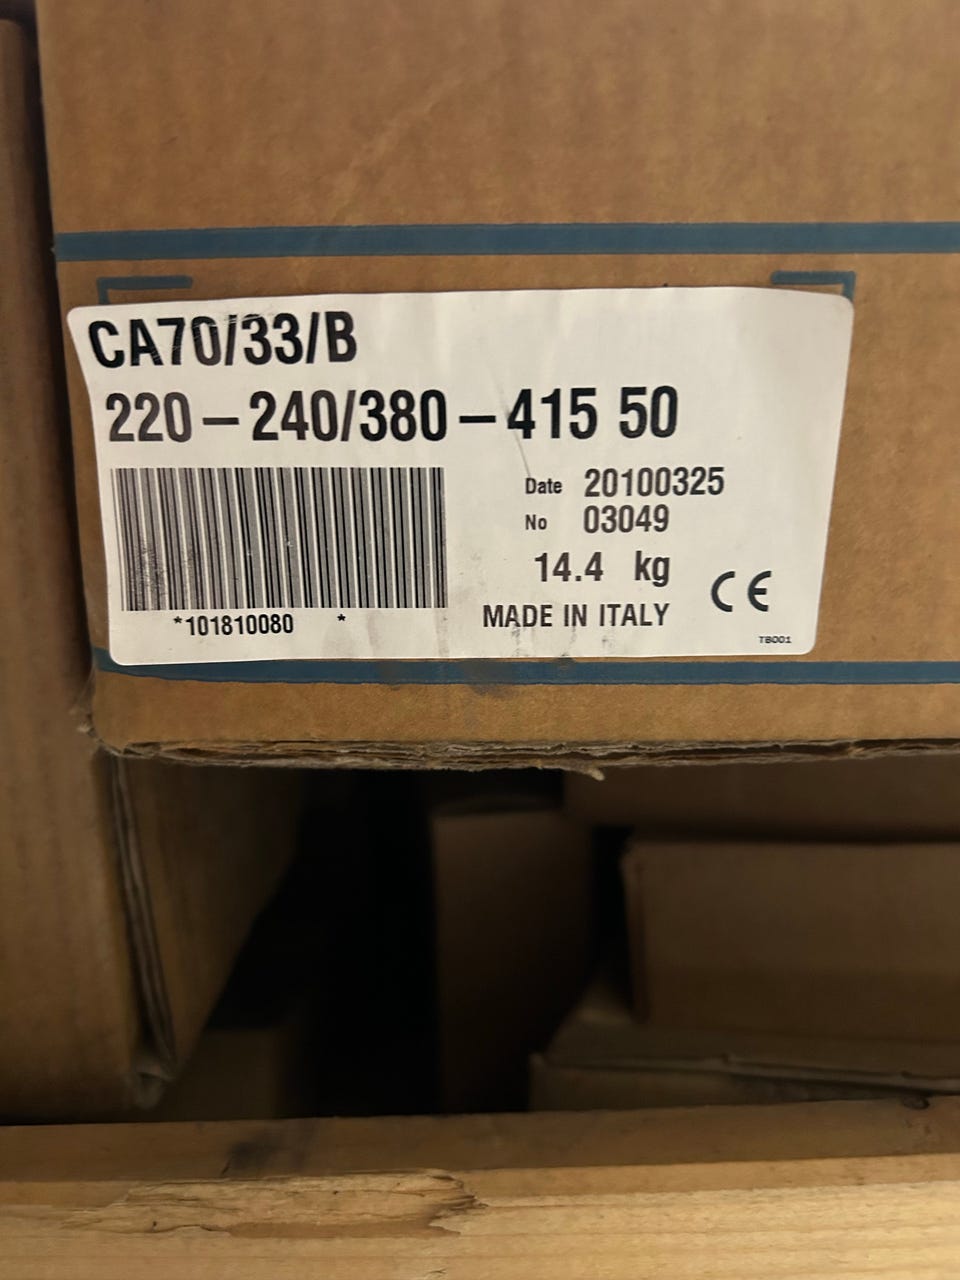 CA70/33/B
220-240/380-415 50
Date 20100325
No 03049
14.4 kg
*101810080 *
MADE IN ITALY
CE
TB001